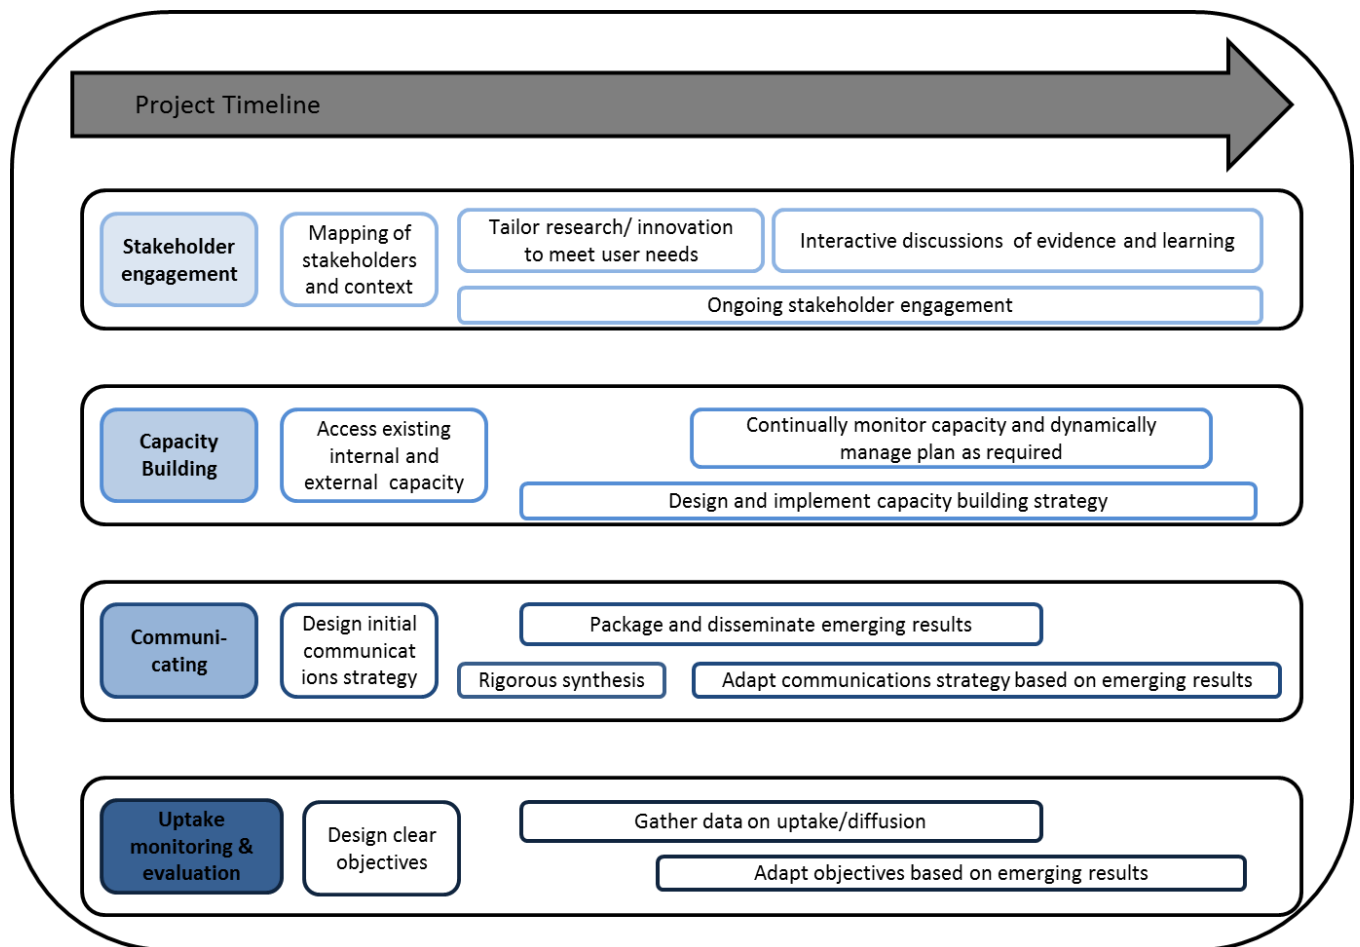 Project Timeline
Stakeholder
engagement
Mapping of
stakeholders
and context
Tailor research/ innovation
to meet user needs
Interactive discussions of evidence and learning
Ongoing stakeholder engagement
Capacity
Building
Access existing
internal and
external capacity
Continually monitor capacity and dynamically
manage plan as required
Design and implement capacity building strategy
Communi-
cating
Design initial
communicat
ions strategy
Package and disseminate emerging results
Rigorous synthesis
Adapt communications strategy based on emerging results
Uptake
monitoring &
evaluation
Design clear
objectives
Gather data on uptake/diffusion
Adapt objectives based on emerging results